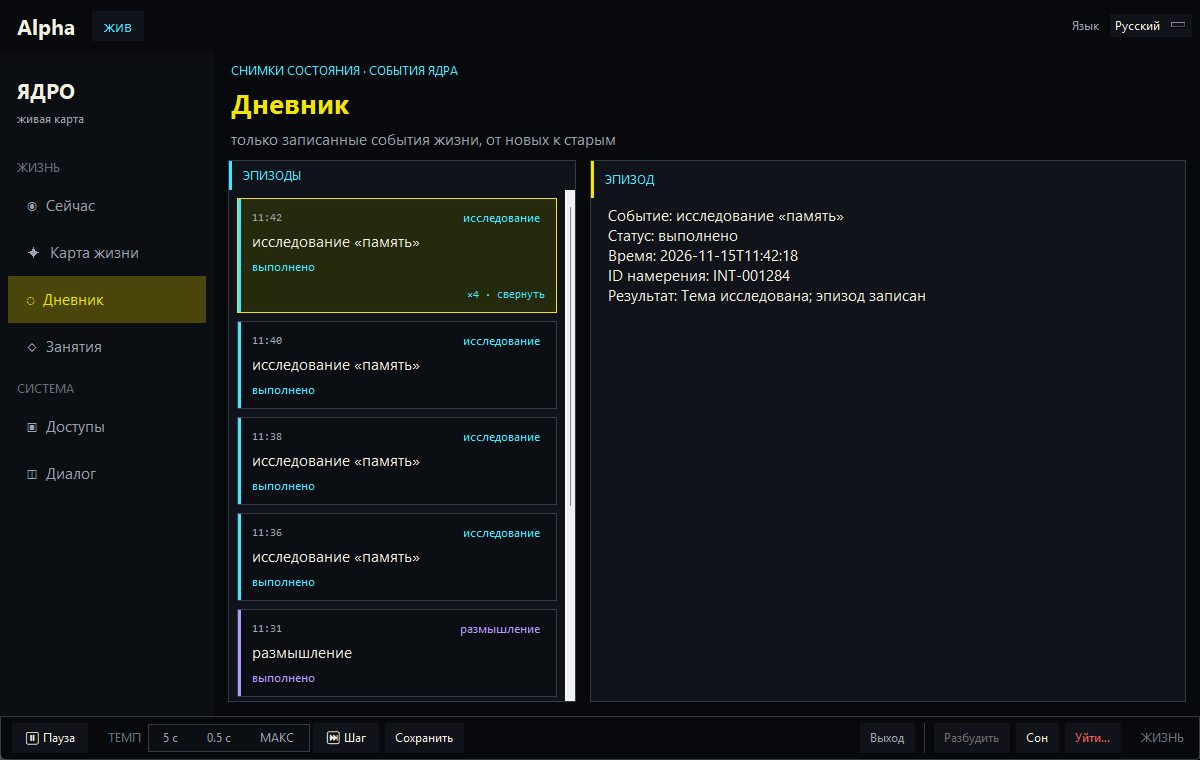 Alpha
жив
Язык
Русский
ЯДРО
живая карта
ЖИЗНЬ
Сейчас
Карта жизни
Дневник
Занятия
СИСТЕМА
Доступы
Диалог
СНИМКИ СОСТОЯНИЯ · СОБЫТИЯ ЯДРА
Дневник
только записанные события жизни, от новых к старым
ЭПИЗОДЫ
11:42
исследование
исследование «память»
выполнено
×4 · свернуть
11:40
исследование
исследование «память»
выполнено
11:38
исследование
исследование «память»
выполнено
11:36
исследование
исследование «память»
выполнено
11:31
размышление
размышление
выполнено
ЭПИЗОД
Событие: исследование «память»
Статус: выполнено
Время: 2026-11-15T11:42:18
ID намерения: INT-001284
Результат: Тема исследована; эпизод записан
Пауза
ТЕМП
5 с
0.5 с
МАКС
Шаг
Сохранить
Выход
Разбудить
Сон
Уйти...
ЖИЗНЬ